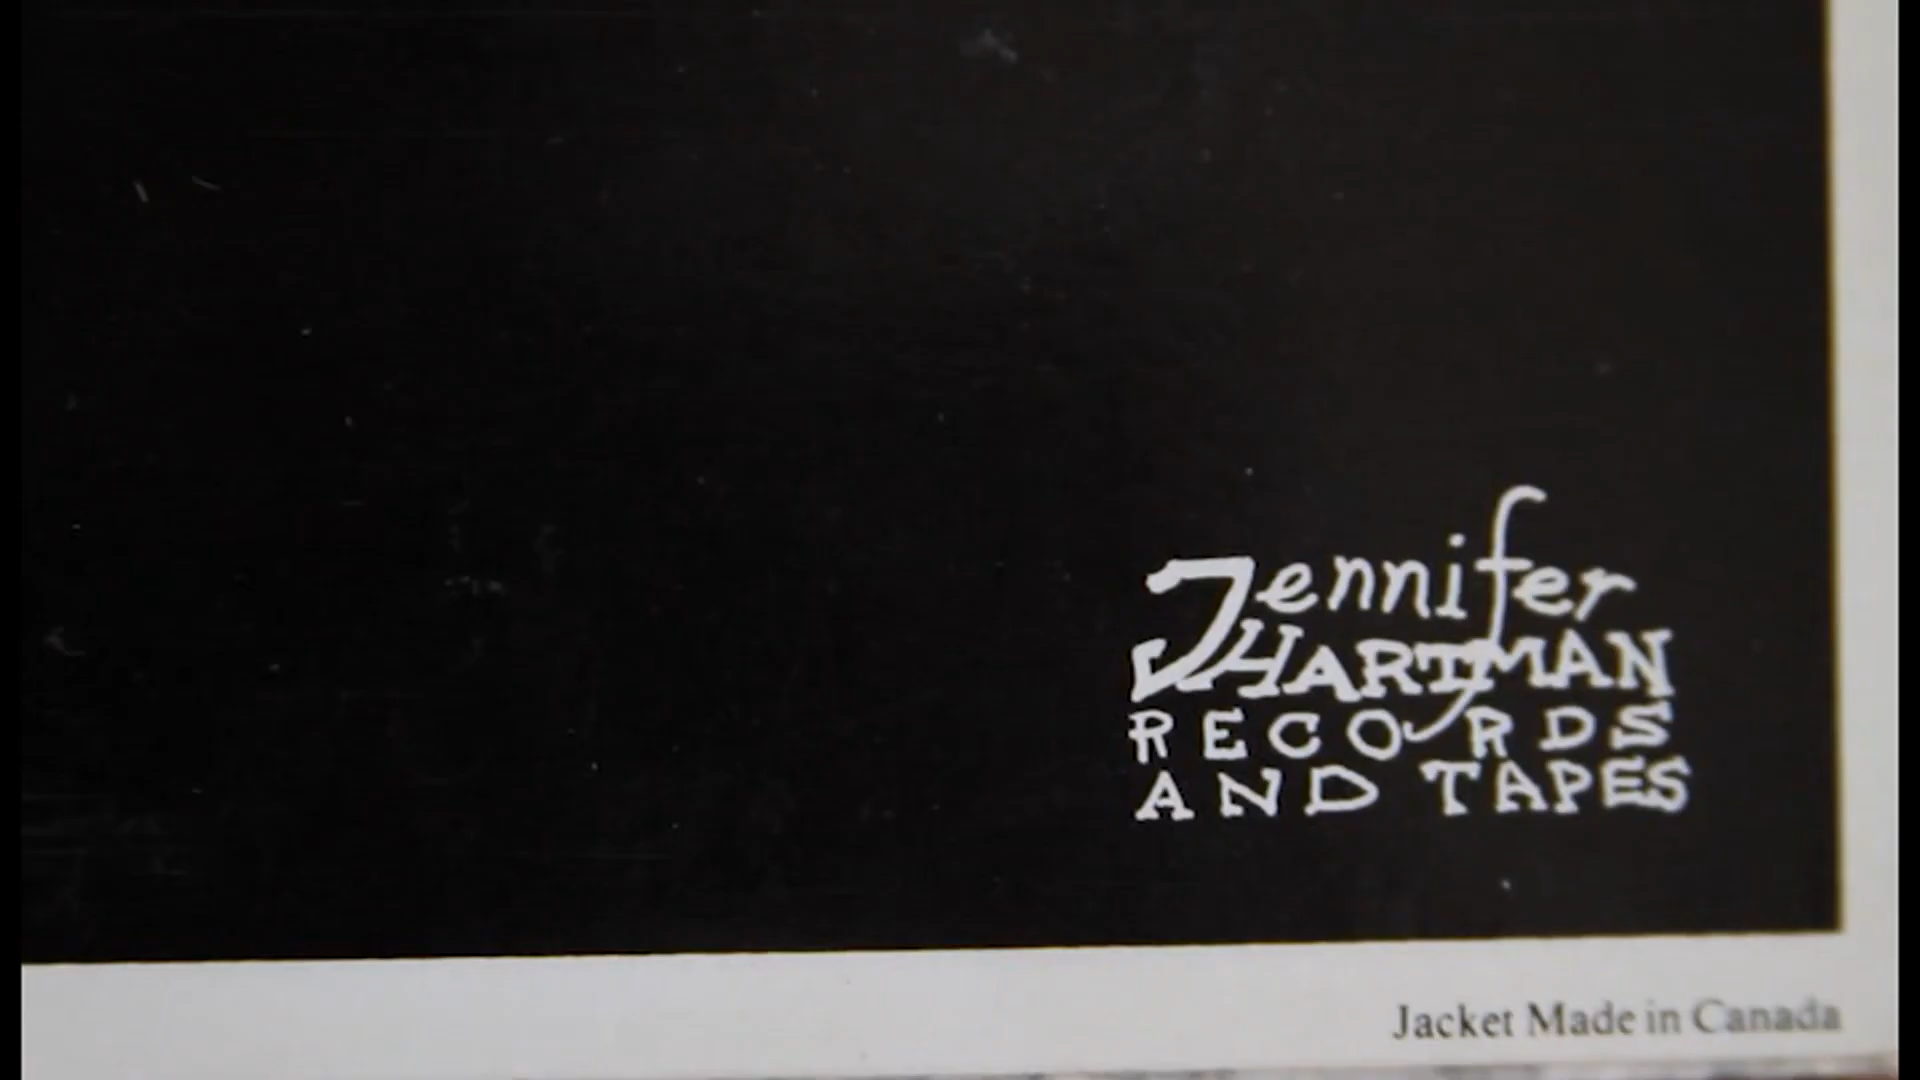 Jennifer
HARTMAN
RECORDS
AND TAPES
Jacket Made in Canada